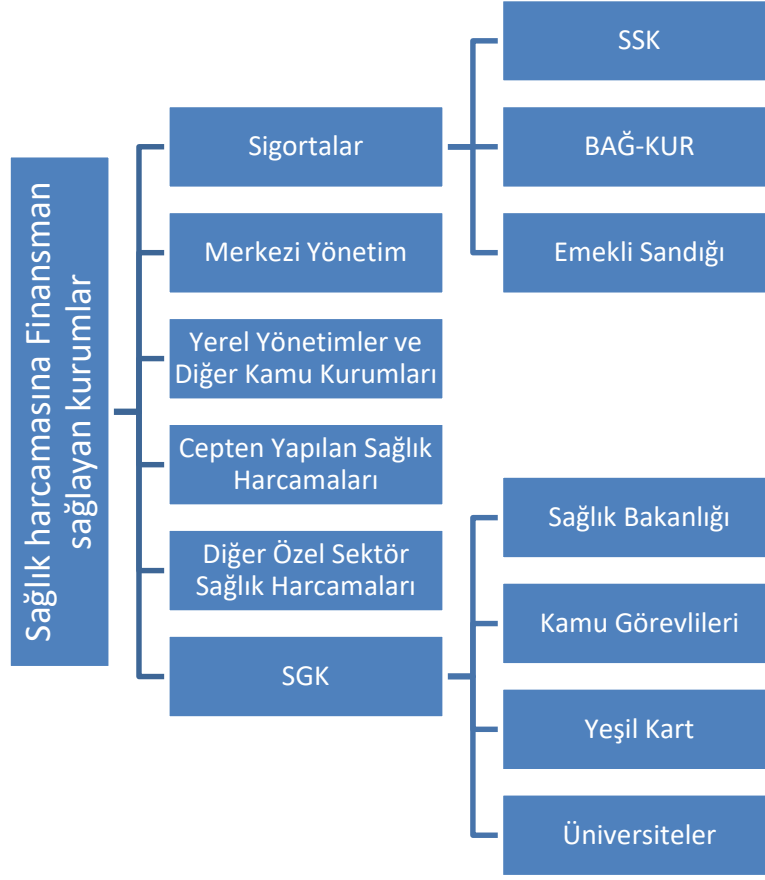 Sağlık harcamasına Finansman
sağlayan kurumlar
Sigortalar
SSK
BAĞ-KUR
Emekli Sandığı
Merkezi Yönetim
Yerel Yönetimler ve
Diğer Kamu Kurumları
Cepten Yapılan Sağlık
Harcamaları
Diğer Özel Sektör
Sağlık Harcamaları
SGK
Sağlık Bakanlığı
Kamu Görevlileri
Yeşil Kart
Üniversiteler